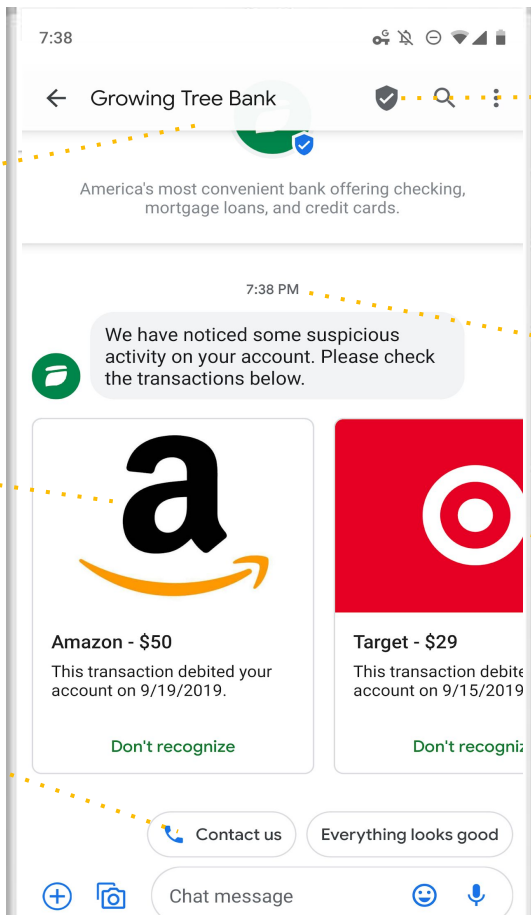 7:38
Growing Tree Bank
America's most convenient bank offering checking,
mortgage loans, and credit cards.
7:38 PM
We have noticed some suspicious
activity on your account. Please check
the transactions below.
a
Amazon - $50
This transaction debited your
account on 9/19/2019.
Don't recognize
Target - $29
This transaction debite
account on 9/15/2019
Don't recogniz
Contact us
Everything looks good
Chat message